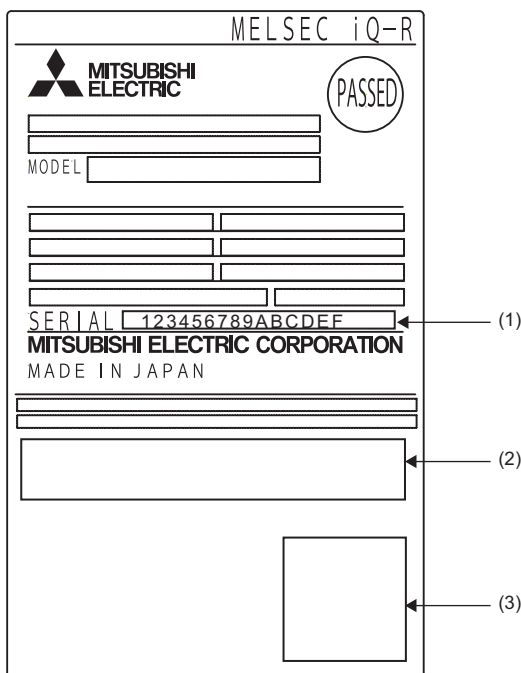 MELSEC iQ-R
MITSUBISHI
ELECTRIC
PASSED
MODEL
SERIAL 123456789ABCDEF
(1)
MITSUBISHI ELECTRIC CORPORATION
MADE IN JAPAN
(2)
(3)